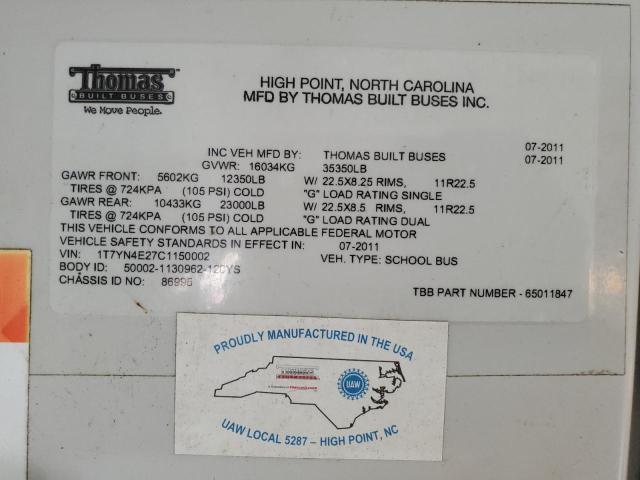 Thomas
BUILT BUSES
We Move People.
HIGH POINT, NORTH CAROLINA
MFD BY THOMAS BUILT BUSES INC.
INC VEH MFD BY: THOMAS BUILT BUSES 07-2011
GVWR: 16034KG 35350LB 07-2011
GAWR FRONT: 5602KG 12350LB W/ 22.5X8.25 RIMS, 11R22.5
TIRES @ 724KPA (105 PSI) COLD "G" LOAD RATING SINGLE
GAWR REAR: 10433KG 23000LB W/ 22.5X8.5 RIMS, 11R22.5
TIRES @ 724KPA (105 PSI) COLD "G" LOAD RATING DUAL
THIS VEHICLE CONFORMS TO ALL APPLICABLE FEDERAL MOTOR
VEHICLE SAFETY STANDARDS IN EFFECT IN: 07-2011
VIN: 1T7YN4E27C1150002 VEH. TYPE: SCHOOL BUS
BODY ID:
CHASSIS ID NO: 86995 TBB PART NUMBER - 65011847
PROUDLY MANUFACTURED IN THE USA
UAW
UAW LOCAL 5287 – HIGH POINT, NC